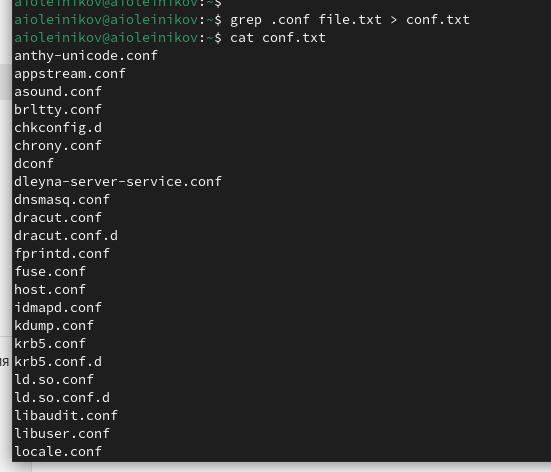 aioleinikov@aioleinikov:~$
aioleinikov@aioleinikov:~$ grep .conf file.txt > conf.txt
aioleinikov@aioleinikov:~$ cat conf.txt
anthy-unicode.conf
appstream.conf
asound.conf
brltty.conf
chkconfig.d
chrony.conf
dconf
dleyna-server-service.conf
dnsmasq.conf
dracut.conf
dracut.conf.d
fprintd.conf
fuse.conf
host.conf
idmapd.conf
kdump.conf
krb5.conf
ия
krb5.conf.d
ld.so.conf
ld.so.conf.d
libaudit.conf
libuser.conf
locale.conf